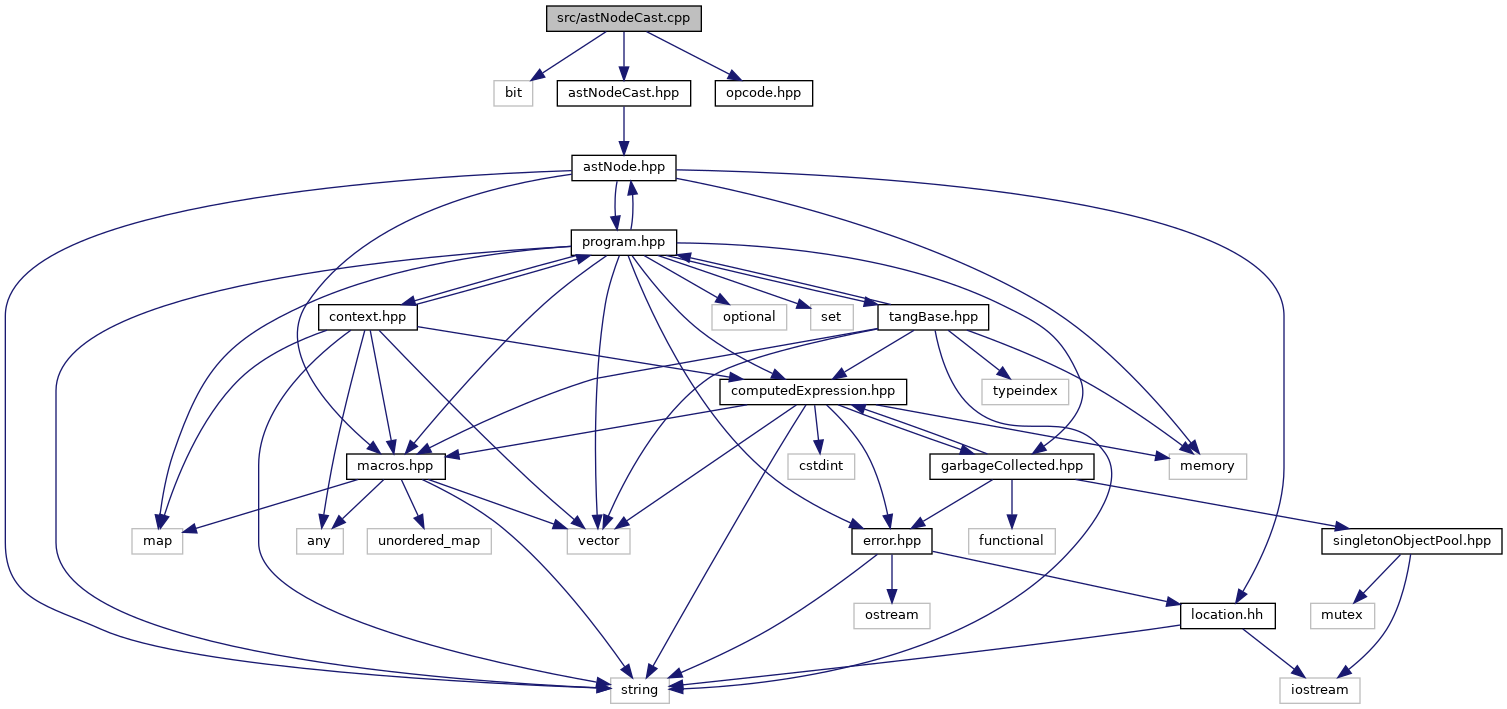 src/astNodeCast.cpp
bit
astNodeCast.hpp
opcode.hpp
astNode.hpp
program.hpp
context.hpp
optional
set
tangBase.hpp
computedExpression.hpp
typeindex
macros.hpp
cstdint
garbageCollected.hpp
memory
map
any
unordered_map
vector
error.hpp
functional
singletonObjectPool.hpp
ostream
location.hh
mutex
string
iostream